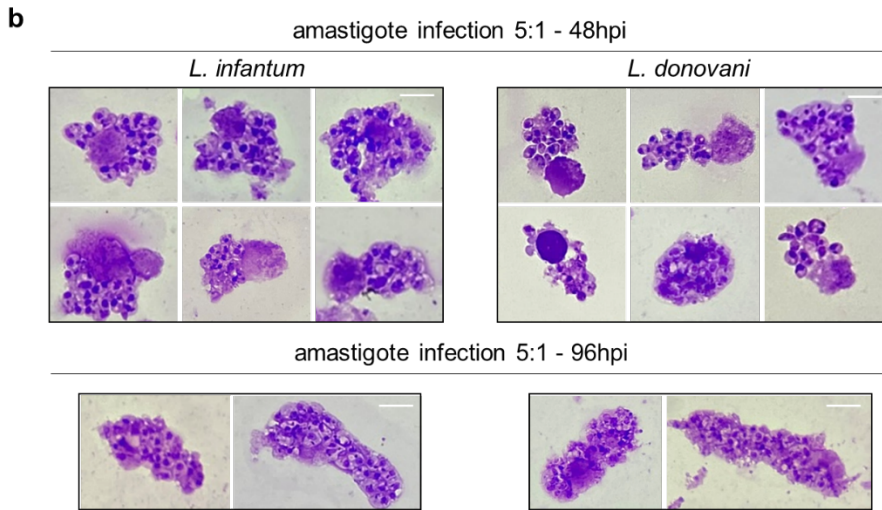 b
amastigote infection 5:1 - 48hpi
L. infantum
L. donovani
amastigote infection 5:1 - 96hpi